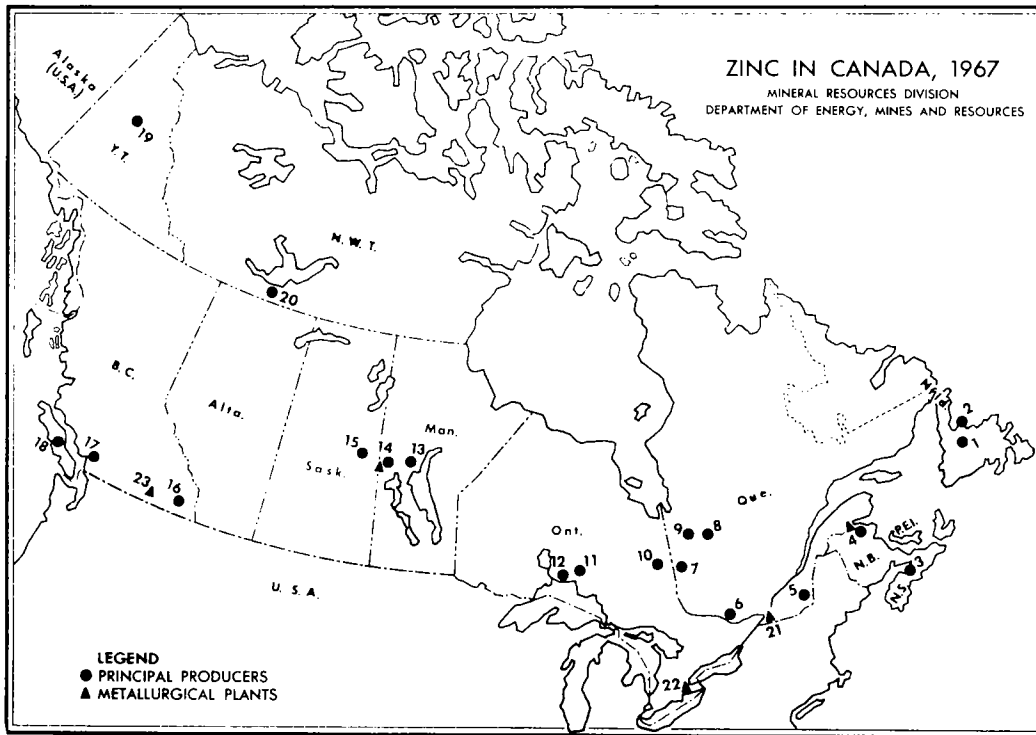 ZINC IN CANADA, 1967
MINERAL RESOURCES DIVISION
DEPARTMENT OF ENERGY, MINES AND RESOURCES
Alaska
(U.S.A.)
19
Y.T.
N.W.T.
20
B.C.
Alta.
Sask.
Man.
Nfld
2
1
18
17
23
16
15
14
13
Ont.
Que.
9
8
10
7
12
11
4
P.E.I.
N.B.
3
N.S.
5
6
21
22
U.S.A.
LEGEND
PRINCIPAL PRODUCERS
METALLURGICAL PLANTS